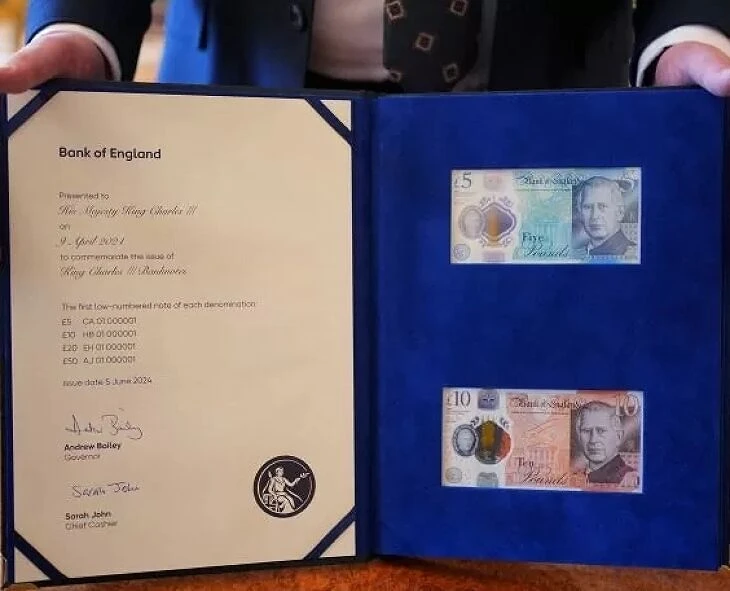 Bank of England
Presented to
His Majesty King Charles III
on
9 April 2024
to commemorate the issue of
King Charles III Banknotes
The first low-numbered note of each denomination:
£5 CA 01 000001
£10 HB 01 000001
£20 EH 01 000001
£50 AJ 01 000001
Issue date 5 June 2024
Andrew Bailey
Governor
Sarah John
Sarah John
Chief Cashier
£5
Bank of England
5
Five
Pounds
£10
Bank of England
10
Ten
Pounds